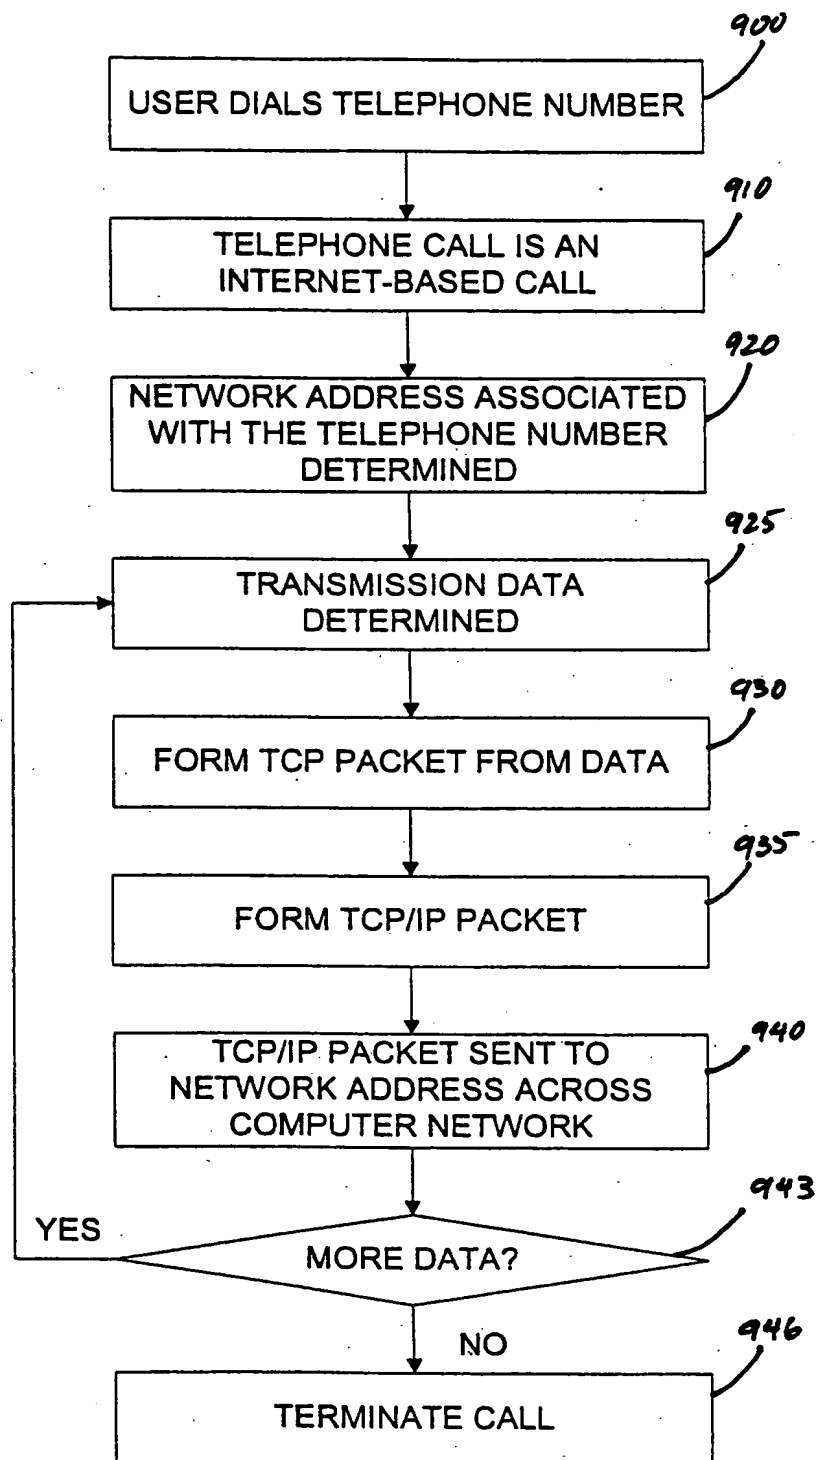 900
USER DIALS TELEPHONE NUMBER
910
TELEPHONE CALL IS AN
INTERNET-BASED CALL
920
NETWORK ADDRESS ASSOCIATED
WITH THE TELEPHONE NUMBER
DETERMINED
925
TRANSMISSION DATA
DETERMINED
930
FORM TCP PACKET FROM DATA
935
FORM TCP/IP PACKET
940
TCP/IP PACKET SENT TO
NETWORK ADDRESS ACROSS
COMPUTER NETWORK
943
YES
MORE DATA?
NO
946
TERMINATE CALL